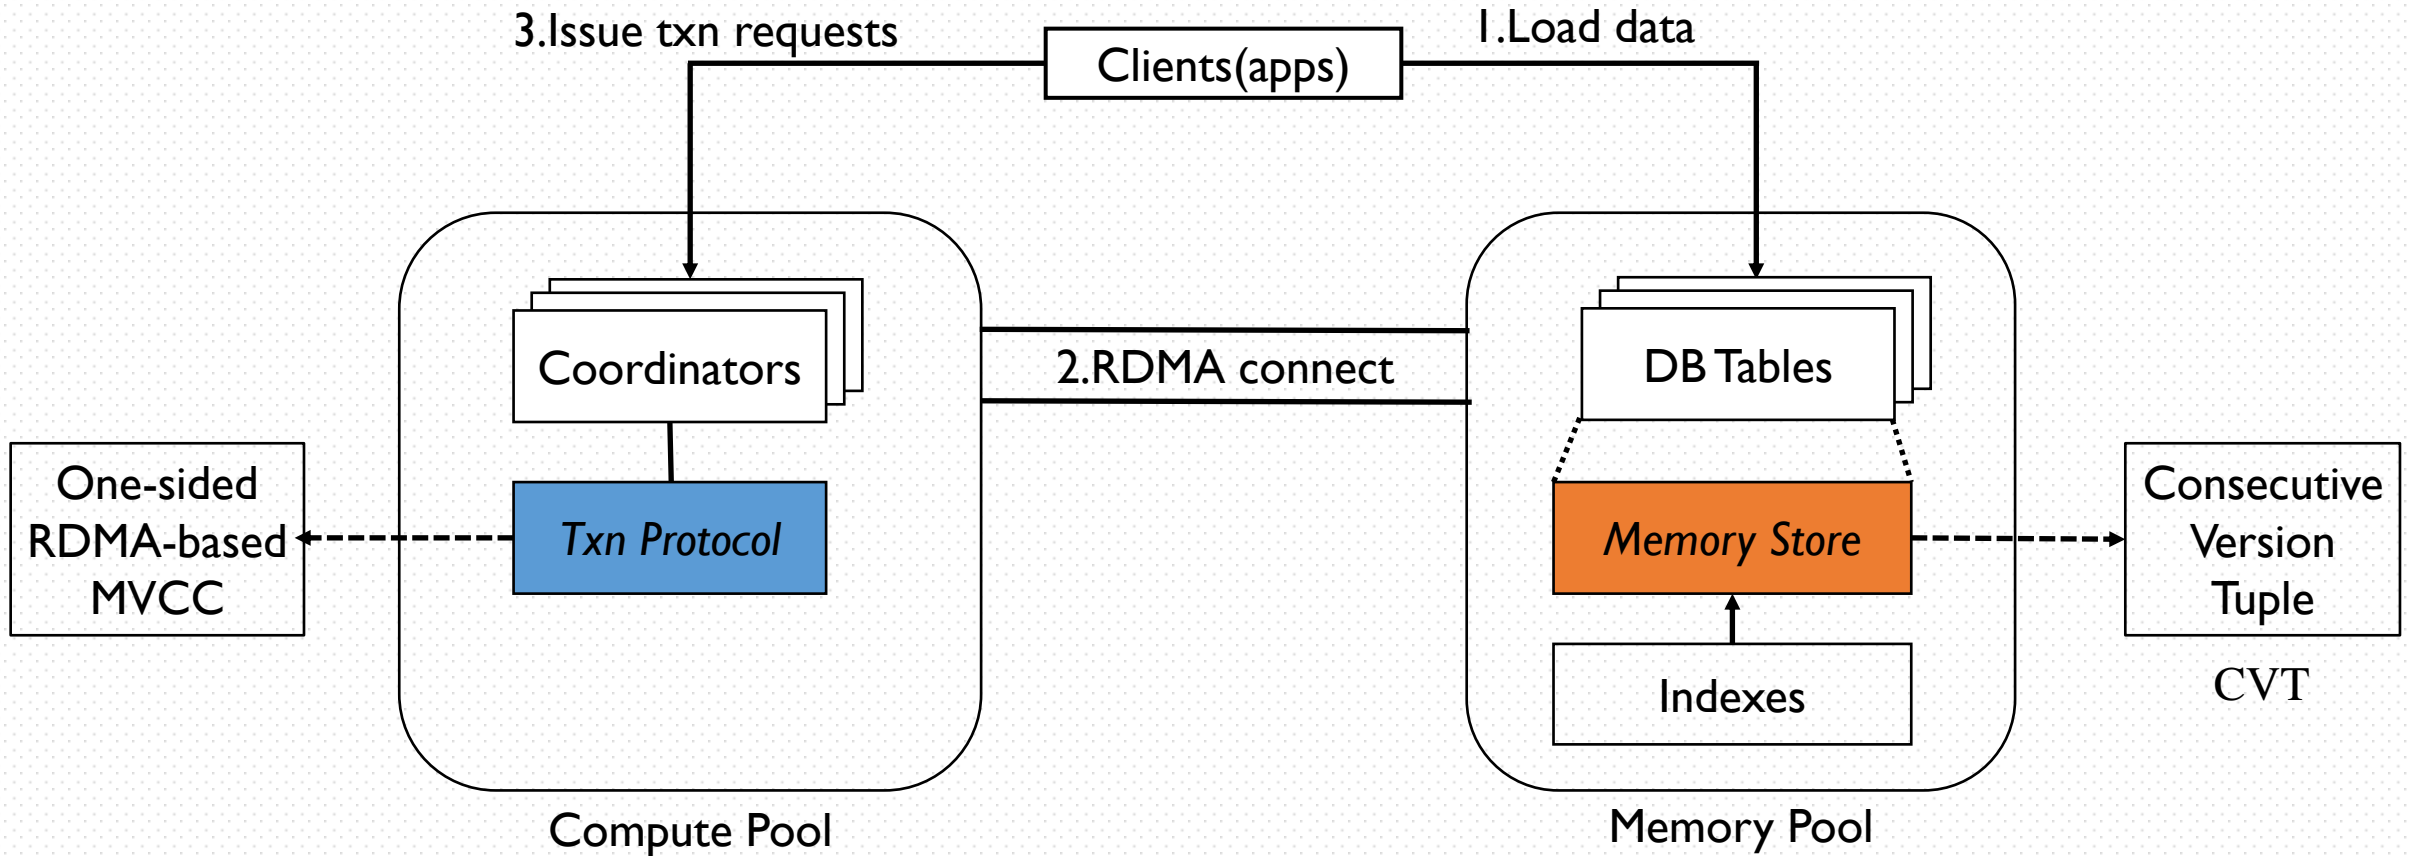 3.Issue txn requests
1.Load data
Clients(apps)
Coordinators
2.RDMA connect
DB Tables
One-sided
RDMA-based
MVCC
Txn Protocol
Memory Store
Consecutive
Version
Tuple
CVT
Indexes
Compute Pool
Memory Pool